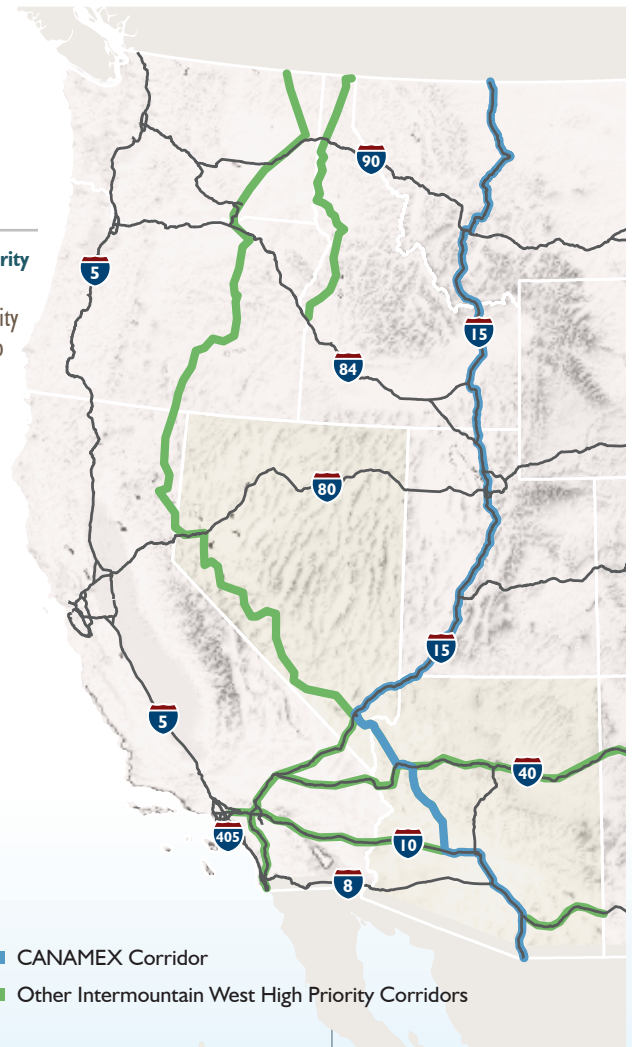 90
rity
5
ity
o
15
84
80
15
5
40
405
10
8
CANAMEX Corridor
Other Intermountain West High Priority Corridors